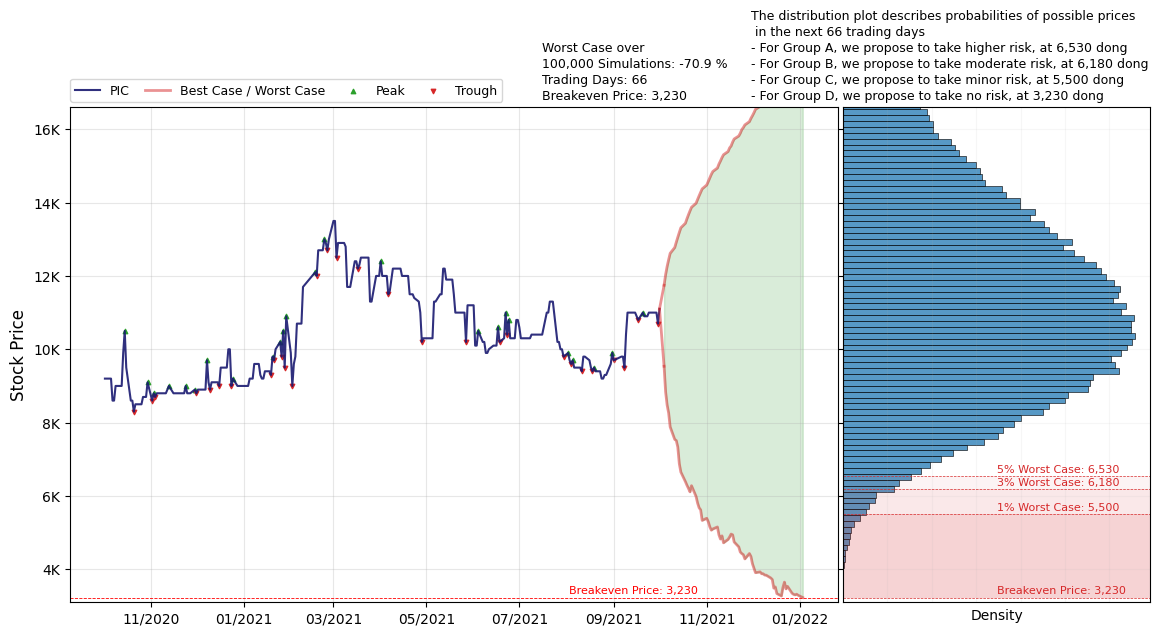 The distribution plot describes probabilities of possible prices
in the next 66 trading days
- For Group A, we propose to take higher risk, at 6,530 dong
- For Group B, we propose to take moderate risk, at 6,180 dong
- For Group C, we propose to take minor risk, at 5,500 dong
- For Group D, we propose to take no risk, at 3,230 dong
Worst Case over
100,000 Simulations: -70.9 %
Trading Days: 66
Breakeven Price: 3,230
PIC
Best Case / Worst Case
Peak
Trough
Stock Price
16K
14K
12K
10K
8K
6K
4K
Breakeven Price: 3,230
11/2020
01/2021
03/2021
05/2021
07/2021
09/2021
11/2021
01/2022
5% Worst Case: 6,530
3% Worst Case: 6,180
1% Worst Case: 5,500
Breakeven Price: 3,230
Density